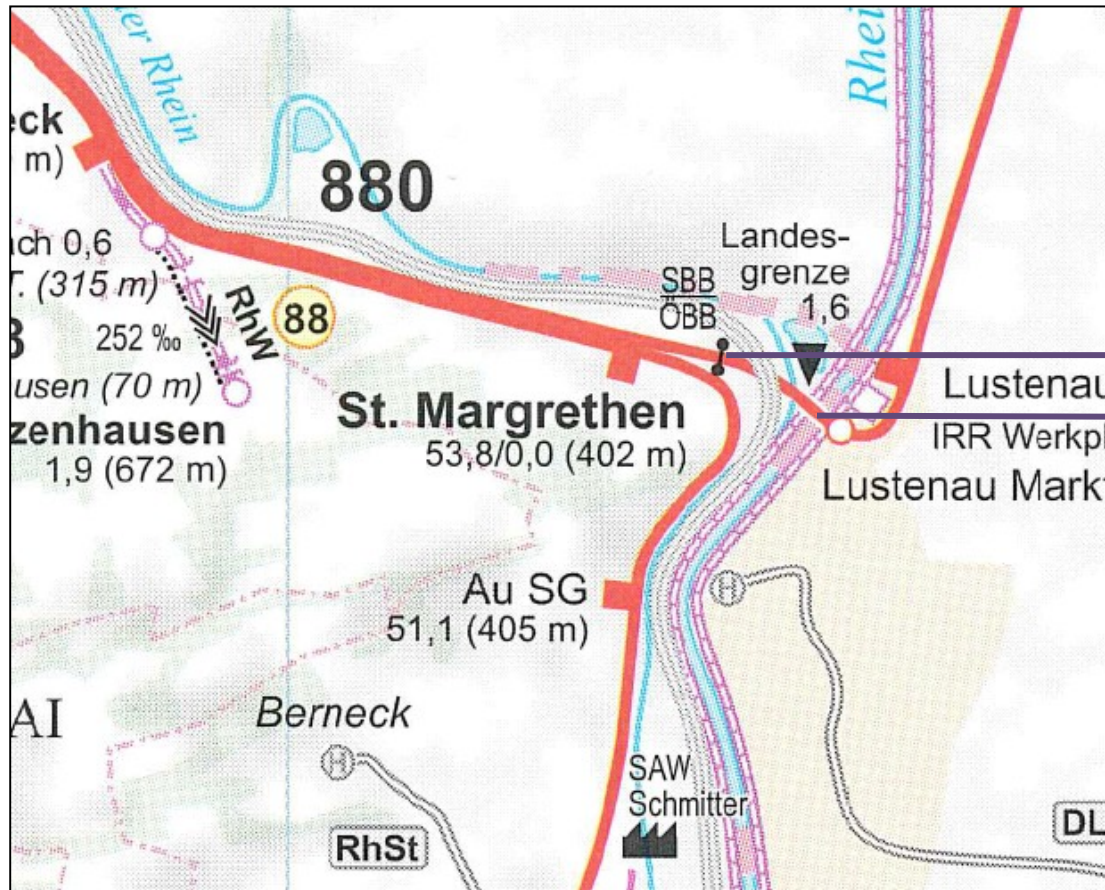 er Rhein
Rhein
eck
m)
880
ach 0,6
T. (315 m)
RhW
88
252 ‰
ausen (70 m)
zenhausen
1,9 (672 m)
Landes-
grenze
1,6
SBB
ÖBB
St. Margrethen
53,8/0,0 (402 m)
Lustenau
IRR Werkpl
Lustenau Markt
Au SG
51,1 (405 m)
H
AI
Berneck
H
RhSt
SAW
Schmitter
DL